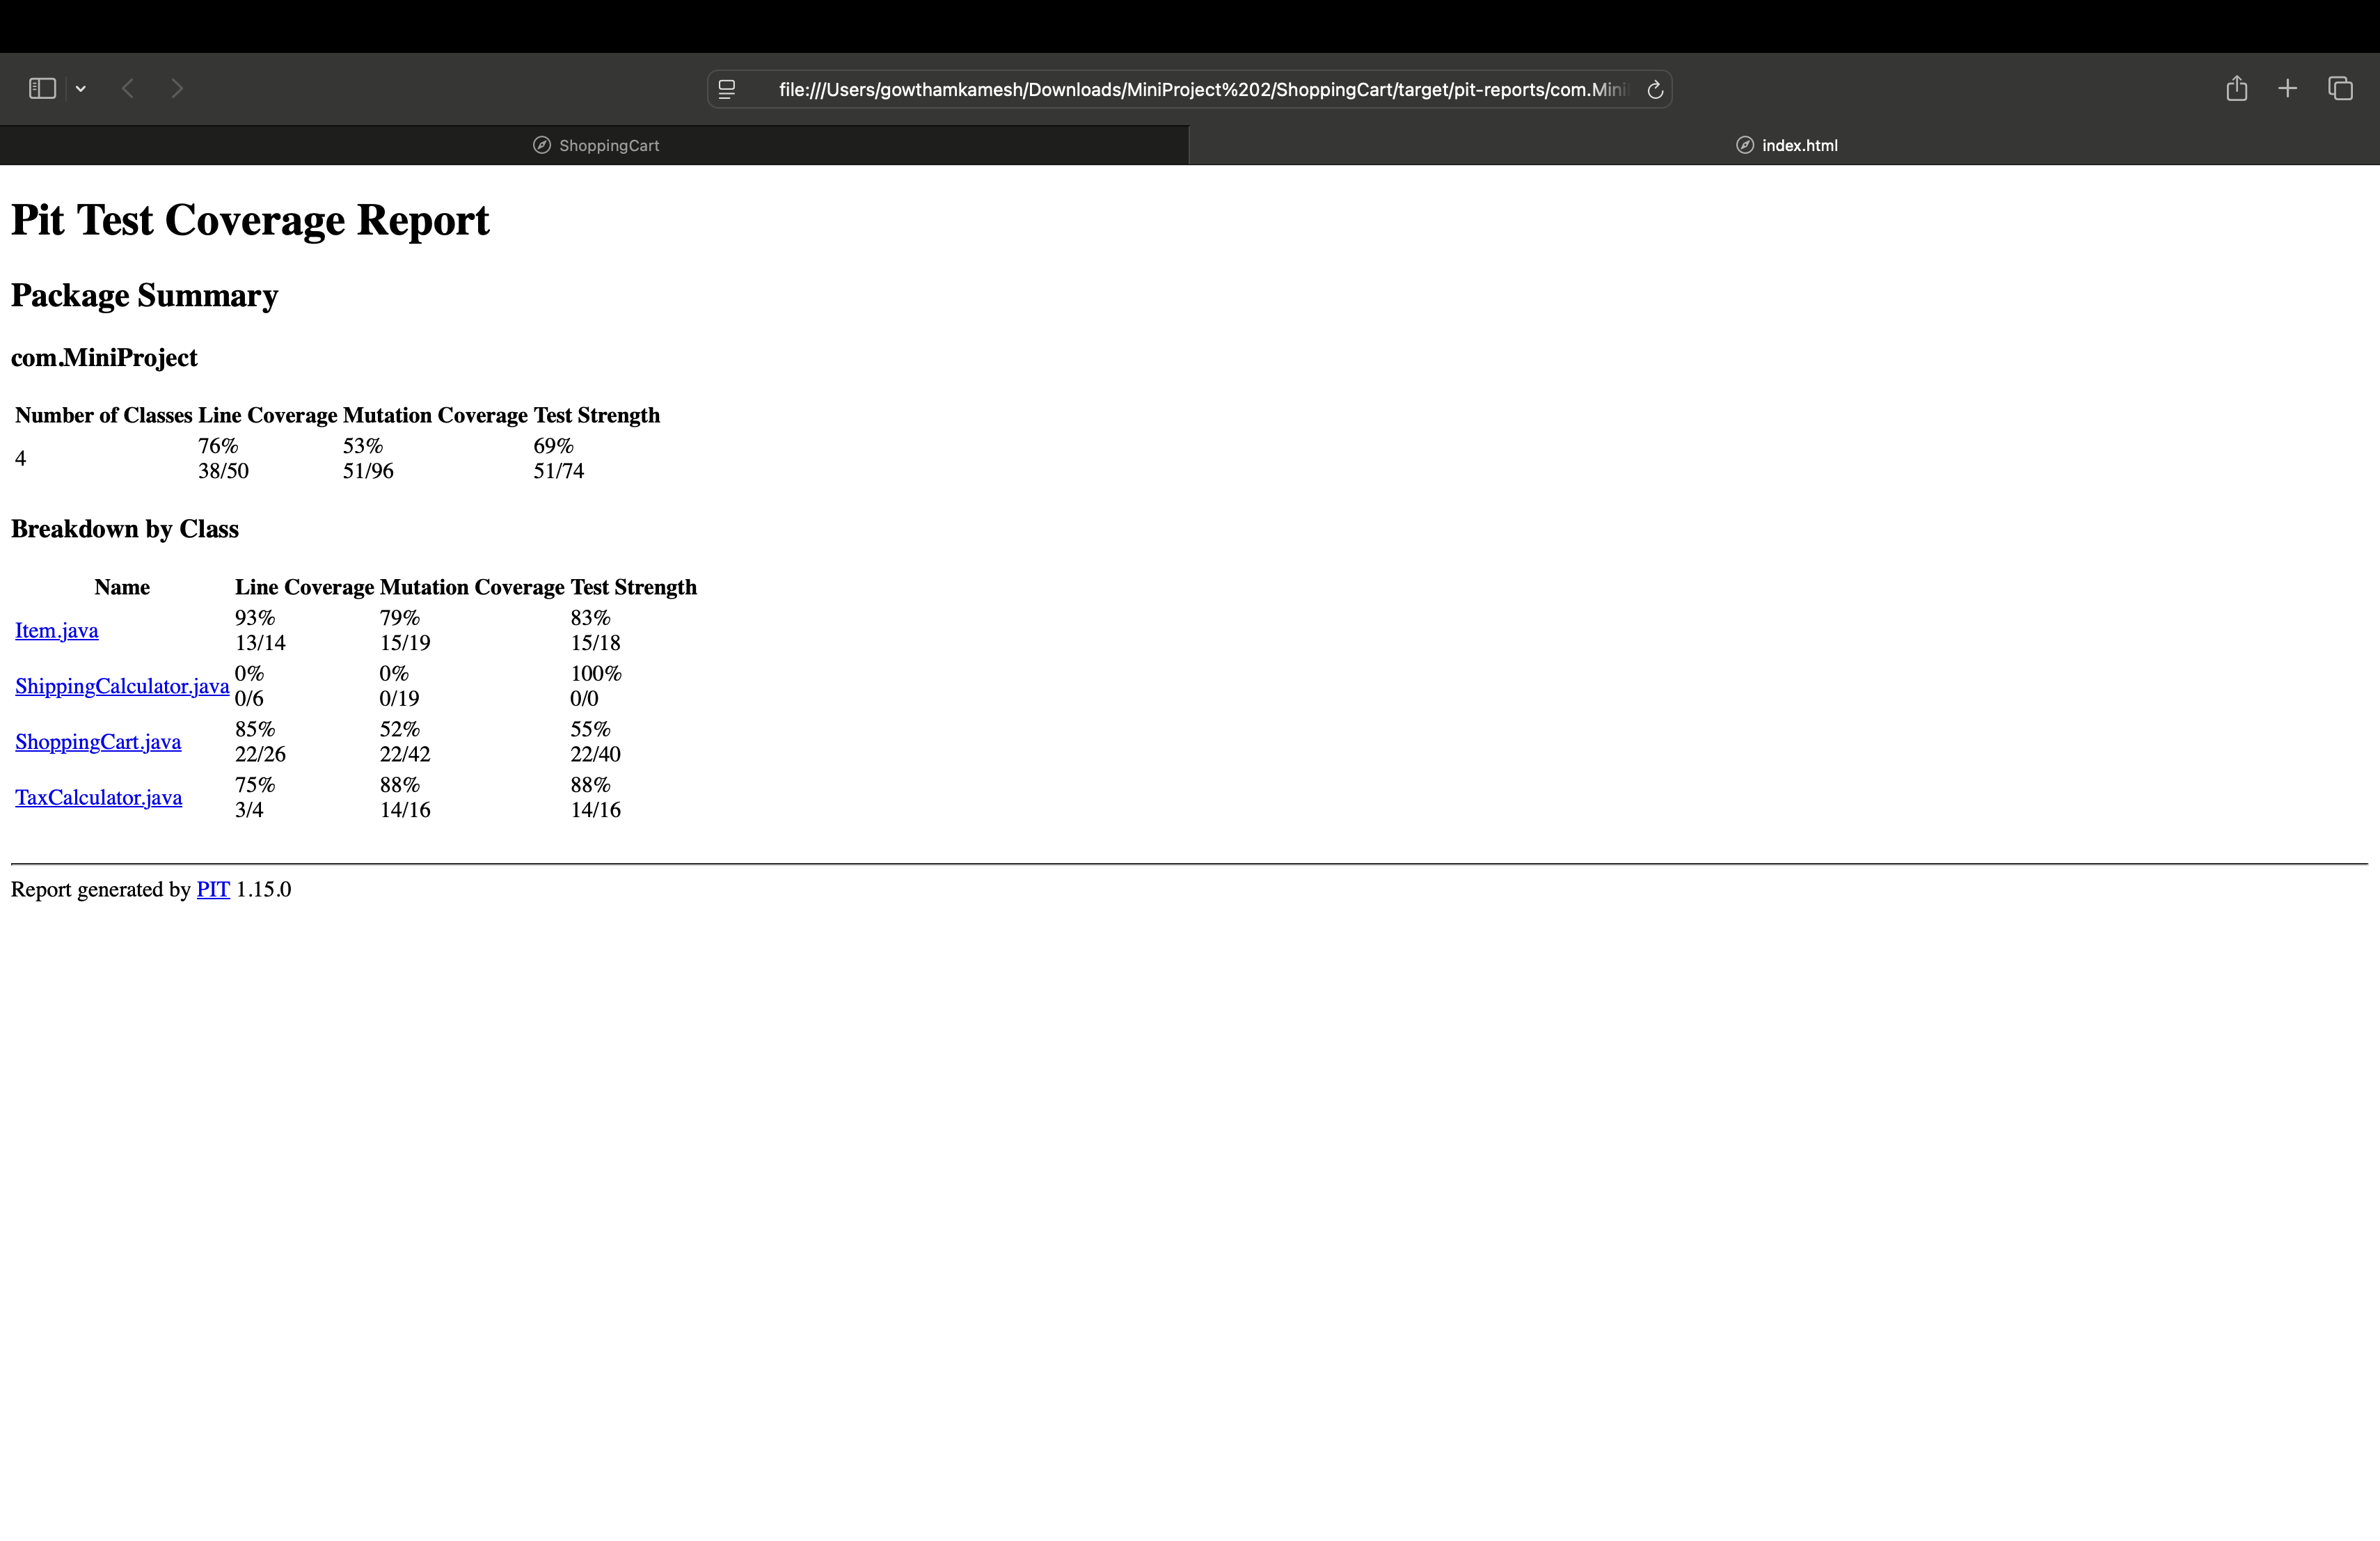 file:///Users/gowthamkamesh/Downloads/MiniProject%202/ShoppingCart/target/pit-reports/com.Mini
ShoppingCart
index.html
Pit Test Coverage Report
Package Summary
com.MiniProject
Number of Classes Line Coverage Mutation Coverage Test Strength
4 76% 53% 69%
38/50 51/96 51/74
Breakdown by Class
Name Line Coverage Mutation Coverage Test Strength
Item.java 93% 79% 83%
13/14 15/19 15/18
ShippingCalculator.java 0% 0% 100%
0/6 0/19 0/0
ShoppingCart.java 85% 52% 55%
22/26 22/42 22/40
TaxCalculator.java 75% 88% 88%
3/4 14/16 14/16
Report generated by PIT 1.15.0